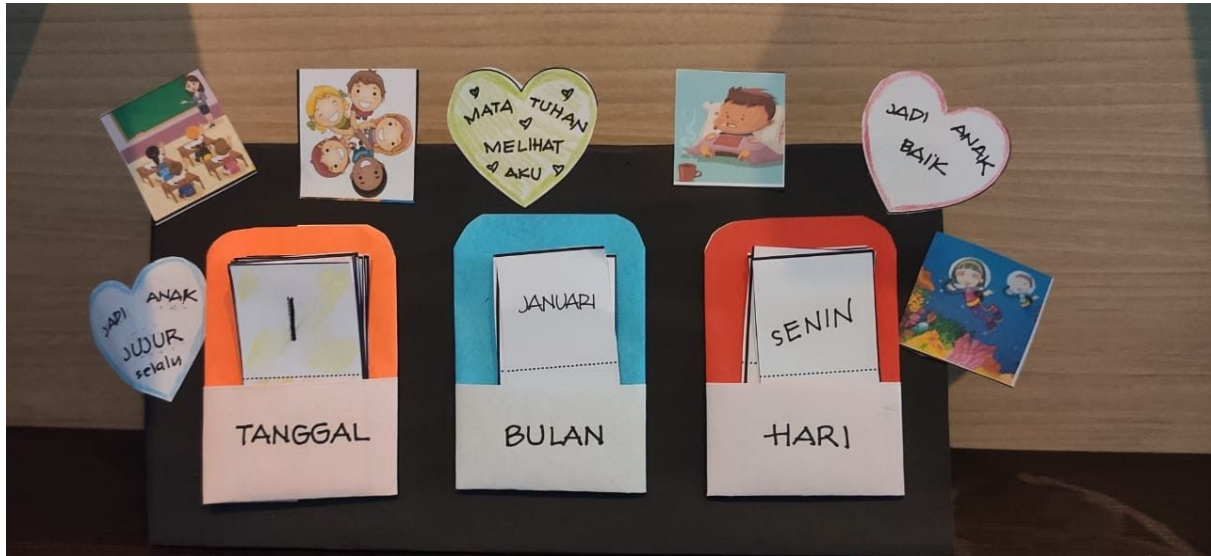 MATA TUHAN
MELIHAT
AKU
JADI ANAK
BAIK
JADI ANAK
JUJUR
selalu
1
JANUARI
SENIN
TANGGAL
BULAN
HARI